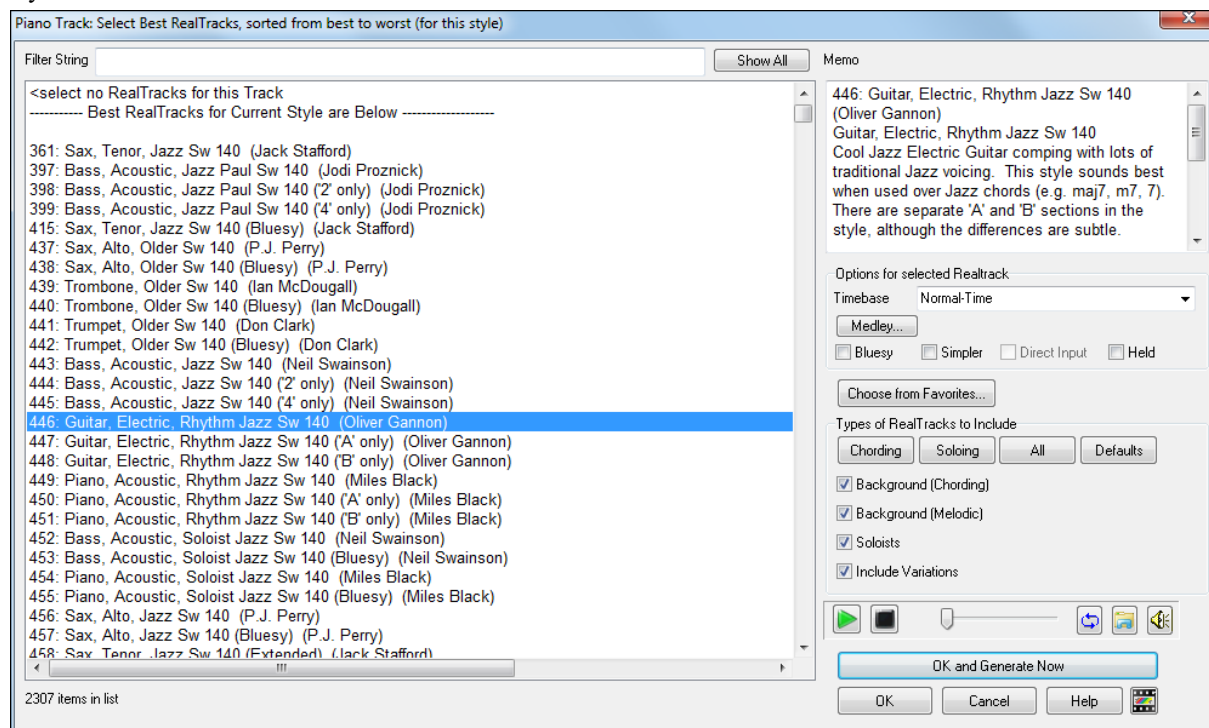 Piano Track: Select Best RealTracks, sorted from best to worst (for this style)
Filter String
Show All
<select no RealTracks for this Track
----------- Best RealTracks for Current Style are Below -------------------
361: Sax, Tenor, Jazz Sw 140 (Jack Stafford)
397: Bass, Acoustic, Jazz Paul Sw 140 (Jodi Proznick)
398: Bass, Acoustic, Jazz Paul Sw 140 ('2' only) (Jodi Proznick)
399: Bass, Acoustic, Jazz Paul Sw 140 ('4' only) (Jodi Proznick)
415: Sax, Tenor, Jazz Sw 140 (Bluesy) (Jack Stafford)
437: Sax, Alto, Older Sw 140 (P.J. Perry)
438: Sax, Alto, Older Sw 140 (Bluesy) (P.J. Perry)
439: Trombone, Older Sw 140 (Ian McDougall)
440: Trombone, Older Sw 140 (Bluesy) (Ian McDougall)
441: Trumpet, Older Sw 140 (Don Clark)
442: Trumpet, Older Sw 140 (Bluesy) (Don Clark)
443: Bass, Acoustic, Jazz Sw 140 (Neil Swainson)
444: Bass, Acoustic, Jazz Sw 140 ('2' only) (Neil Swainson)
445: Bass, Acoustic, Jazz Sw 140 ('4' only) (Neil Swainson)
446: Guitar, Electric, Rhythm Jazz Sw 140 (Oliver Gannon)
447: Guitar, Electric, Rhythm Jazz Sw 140 ('A' only) (Oliver Gannon)
448: Guitar, Electric, Rhythm Jazz Sw 140 ('B' only) (Oliver Gannon)
449: Piano, Acoustic, Rhythm Jazz Sw 140 (Miles Black)
450: Piano, Acoustic, Rhythm Jazz Sw 140 ('A' only) (Miles Black)
451: Piano, Acoustic, Rhythm Jazz Sw 140 ('B' only) (Miles Black)
452: Bass, Acoustic, Soloist Jazz Sw 140 (Neil Swainson)
453: Bass, Acoustic, Soloist Jazz Sw 140 (Bluesy) (Neil Swainson)
454: Piano, Acoustic, Soloist Jazz Sw 140 (Miles Black)
455: Piano, Acoustic, Soloist Jazz Sw 140 (Bluesy) (Miles Black)
456: Sax, Alto, Jazz Sw 140 (P.J. Perry)
457: Sax, Alto, Jazz Sw 140 (Bluesy) (P.J. Perry)
458: Sax, Tenor, Jazz Sw 140 (Extended) (Jack Stafford)
2307 items in list
Memo
446: Guitar, Electric, Rhythm Jazz Sw 140
(Oliver Gannon)
Guitar, Electric, Rhythm Jazz Sw 140
Cool Jazz Electric Guitar comping with lots of
traditional Jazz voicing. This style sounds best
when used over Jazz chords (e.g. maj7, m7, 7).
There are separate 'A' and 'B' sections in the
style, although the differences are subtle.
Options for selected Realtrack
Timebase Normal-Time
Medley...
Bluesy Simpler Direct Input Held
Choose from Favorites...
Types of RealTracks to Include
Chording Soloing All Defaults
Background (Chording)
Background (Melodic)
Soloists
Include Variations
OK and Generate Now
OK Cancel Help